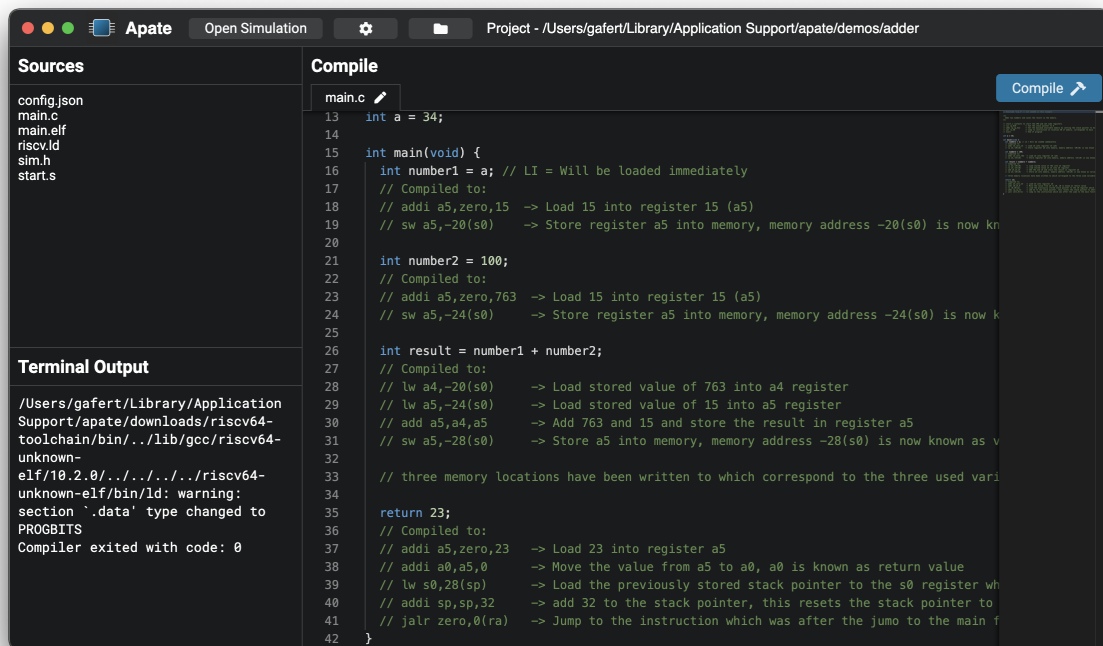 Apate
Open Simulation
Project - /Users/gafert/Library/Application Support/apate/demos/adder
Sources
config.json
main.c
main.elf
riscv.ld
sim.h
start.s
Terminal Output
/Users/gafert/Library/Application
Support/apate/downloads/riscv64-
toolchain/bin/../lib/gcc/riscv64-
unknown-
elf/10.2.0/../../../../riscv64-
unknown-elf/bin/ld: warning:
section `.data' type changed to
PROGBITS
Compiler exited with code: 0
Compile
main.c
Compile
13 int a = 34;
14
15 int main(void) {
16 int number1 = a; // LI = Will be loaded immediately
17 // Compiled to:
18 // addi a5,zero,15 -> Load 15 into register 15 (a5)
19 // sw a5,-20(s0) -> Store register a5 into memory, memory address -20(s0) is now kn
20
21 int number2 = 100;
22 // Compiled to:
23 // addi a5,zero,763 -> Load 15 into register 15 (a5)
24 // sw a5,-24(s0) -> Store register a5 into memory, memory address -24(s0) is now k
25
26 int result = number1 + number2;
27 // Compiled to:
28 // lw a4,-20(s0) -> Load stored value of 763 into a4 register
29 // lw a5,-24(s0) -> Load stored value of 15 into a5 register
30 // add a5,a4,a5 -> Add 763 and 15 and store the result in register a5
31 // sw a5,-28(s0) -> Store a5 into memory, memory address -28(s0) is now known as v
32
33 // three memory locations have been written to which correspond to the three used vari
34
35 return 23;
36 // Compiled to:
37 // addi a5,zero,23 -> Load 23 into register a5
38 // addi a0,a5,0 -> Move the value from a5 to a0, a0 is known as return value
39 // lw s0,28(sp) -> Load the previously stored stack pointer to the s0 register wh
40 // addi sp,sp,32 -> add 32 to the stack pointer, this resets the stack pointer to
41 // jalr zero,0(ra) -> Jump to the instruction which was after the jumo to the main f
42 }